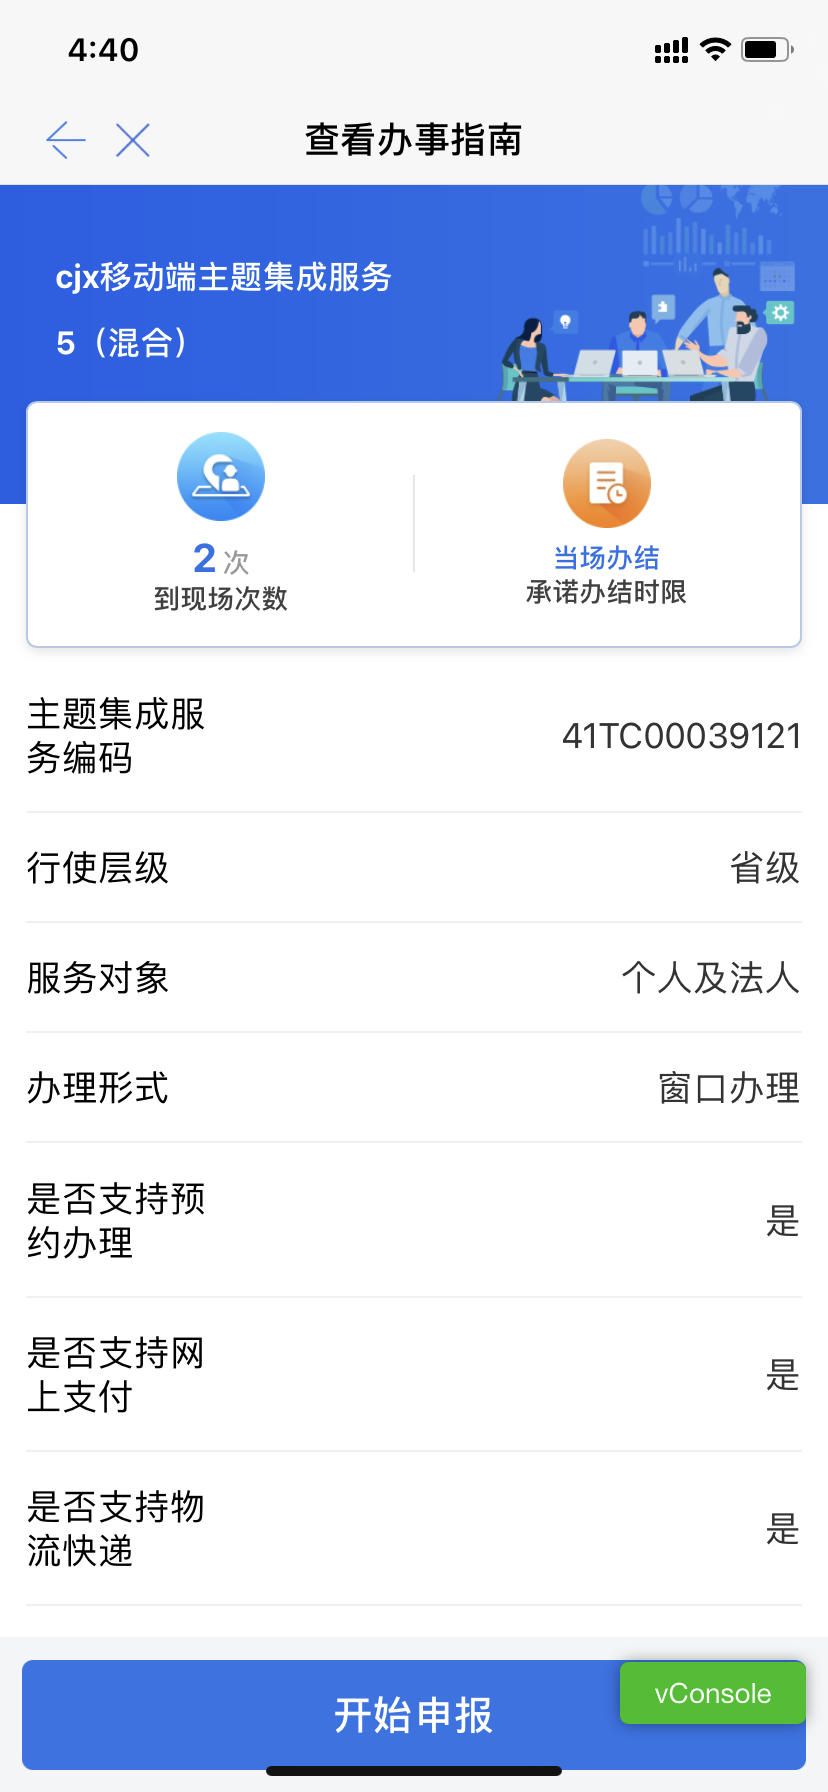 4:40
查看办事指南
cjx移动端主题集成服务
5（混合）
2次
到现场次数
当场办结
承诺办结时限
主题集成服
务编码
41TC00039121
行使层级
省级
服务对象
个人及法人
办理形式
窗口办理
是否支持预
约办理
是
是否支持网
上支付
是
是否支持物
流快递
是
开始申报
vConsole